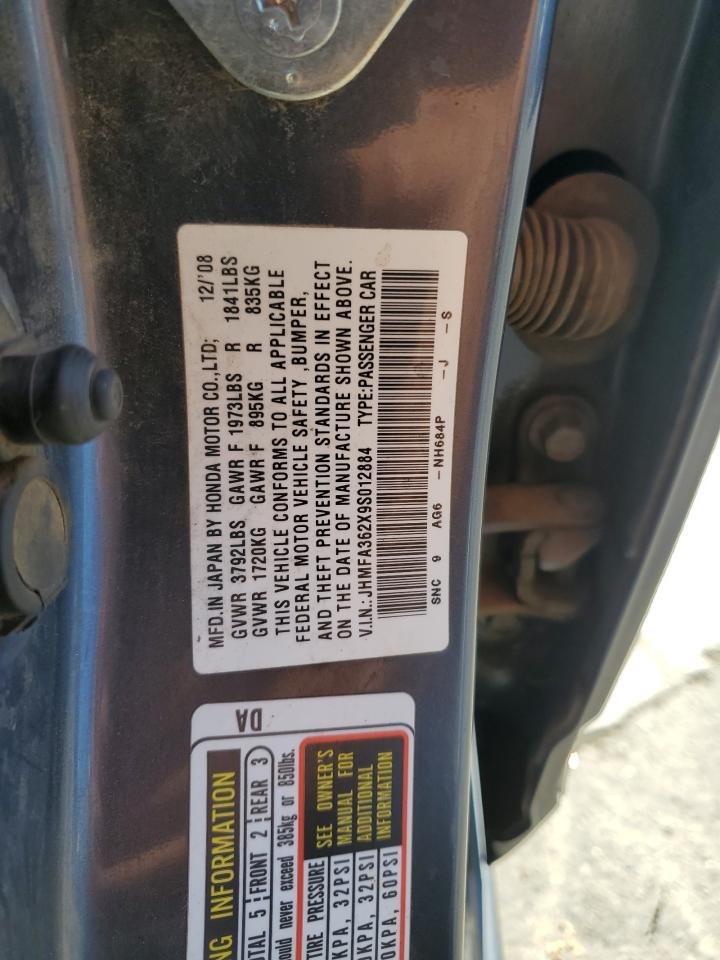 MFD.IN JAPAN BY HONDA MOTOR CO.,LTD; 12/'08
GVWR 3792LBS GAWR F 1973LBS R 1841LBS
GVWR 1720KG GAWR F 895KG R 835KG
THIS VEHICLE CONFORMS TO ALL APPLICABLE
FEDERAL MOTOR VEHICLE SAFETY ,BUMPER,
AND THEFT PREVENTION STANDARDS IN EFFECT
ON THE DATE OF MANUFACTURE SHOWN ABOVE.
V.I.N.: JHMFA362X9S012884 TYPE:PASSENGER CAR
SNC 9 AG6 -NH684P -J -S
DA
NG INFORMATION
OTAL 5 FRONT 2 REAR 3
ould never exceed 385kg or 850lbs.
TIRE PRESSURE
KPA, 32PSI
0KPA, 32PSI
0KPA, 60PSI
SEE OWNER'S
MANUAL FOR
ADDITIONAL
INFORMATION